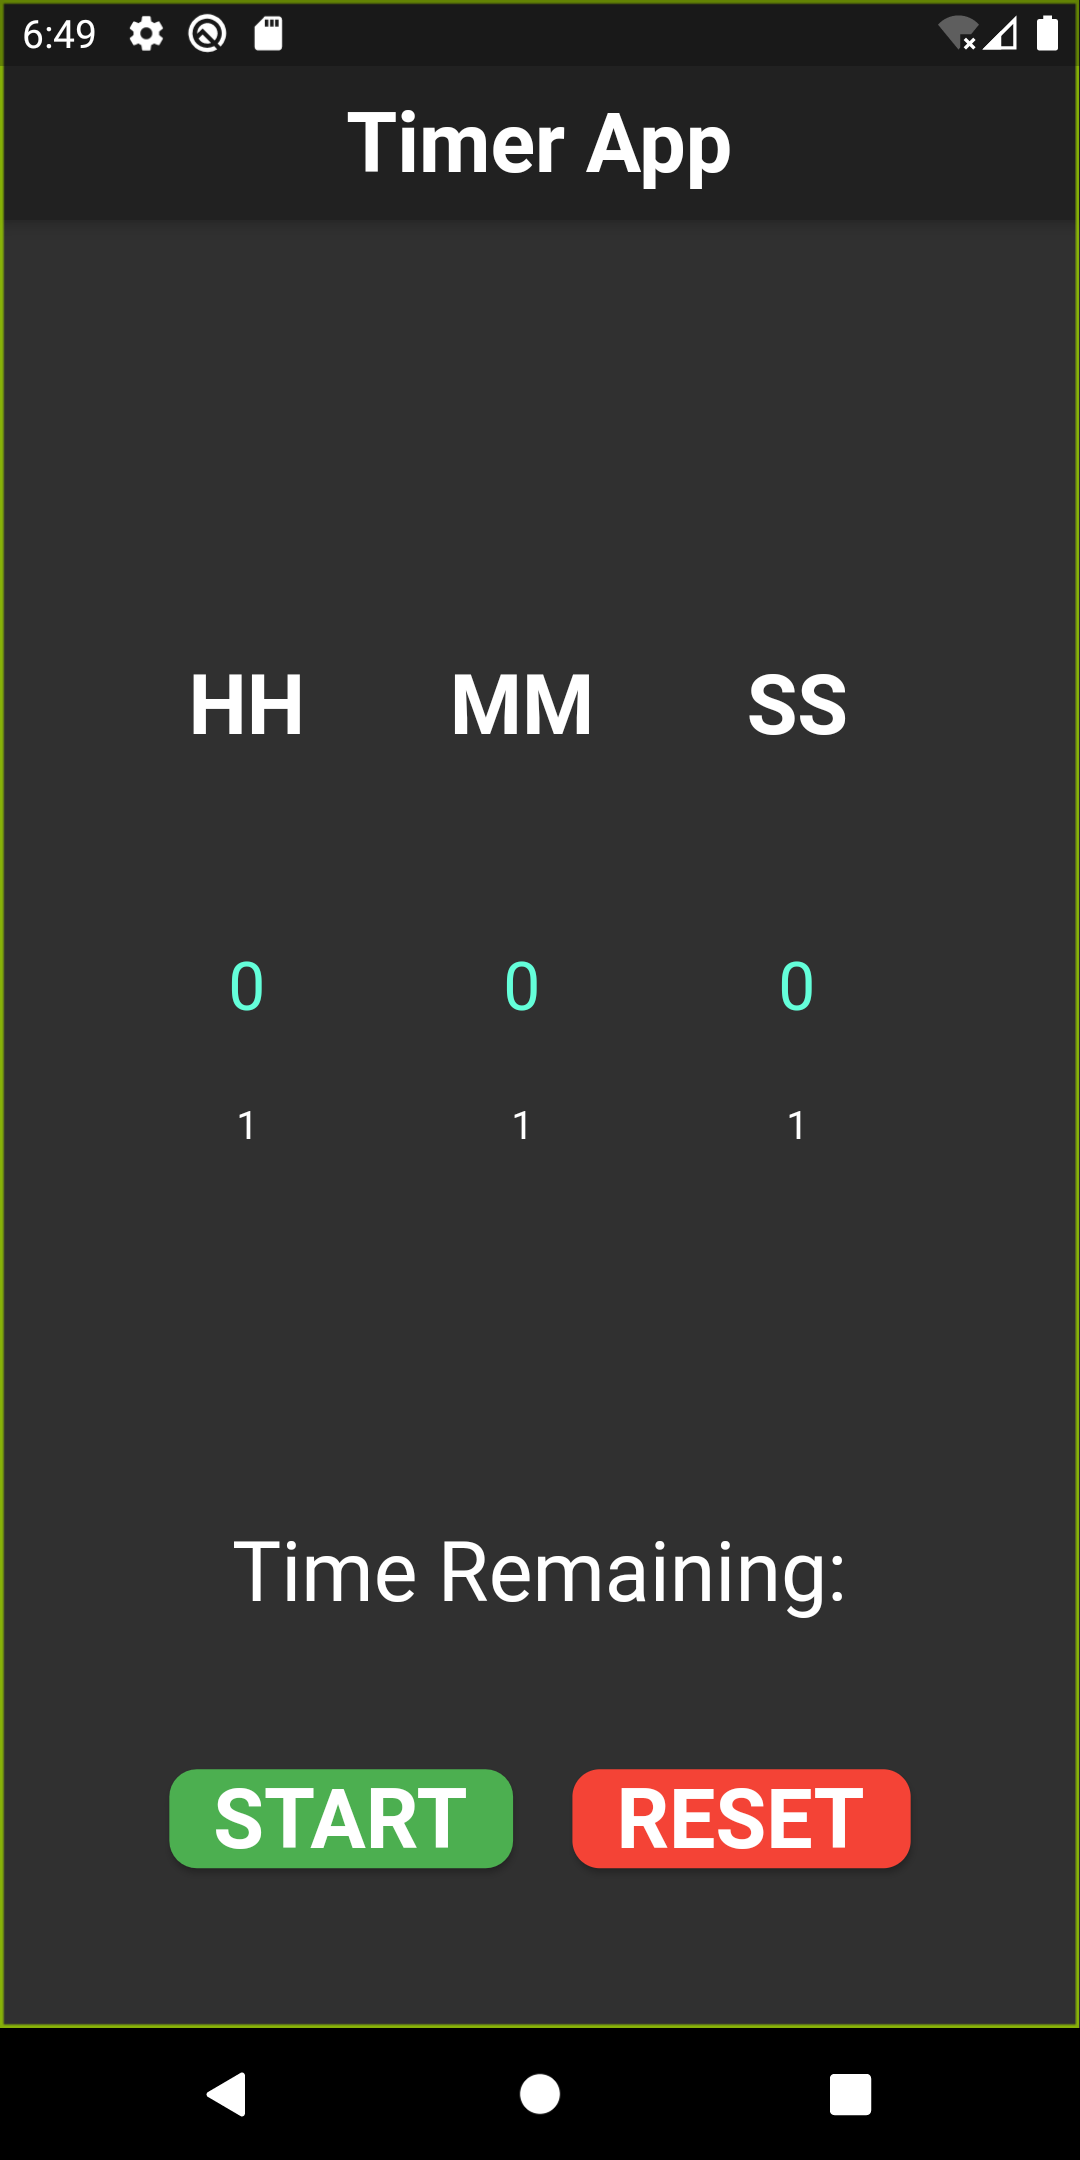 6:49
Timer App
HH MM SS
0 0 0
1 1 1
Time Remaining:
START RESET